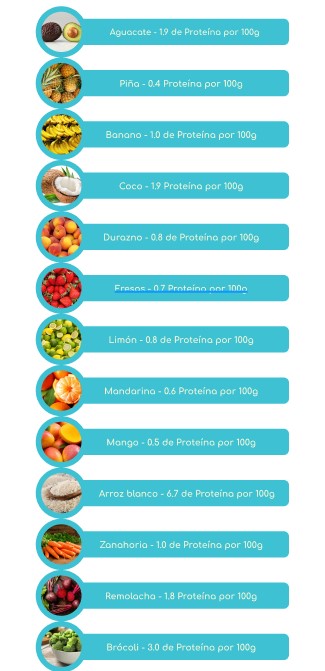 Aguacate - 1.9 de Proteína por 100g
Piña - 0.4 Proteína por 100g
Banano - 1.0 de Proteína por 100g
Coco - 1.9 Proteína por 100g
Durazno - 0.8 de Proteína por 100g
Fresas - 0.7 Proteína por 100g
Limón - 0.8 de Proteína por 100g
Mandarina - 0.6 Proteína por 100g
Mango - 0.5 de Proteína por 100g
Arroz blanco - 6.7 de Proteína por 100g
Zanahoria - 1.0 de Proteína por 100g
Remolacha - 1.8 Proteína por 100g
Brócoli - 3.0 de Proteína por 100g